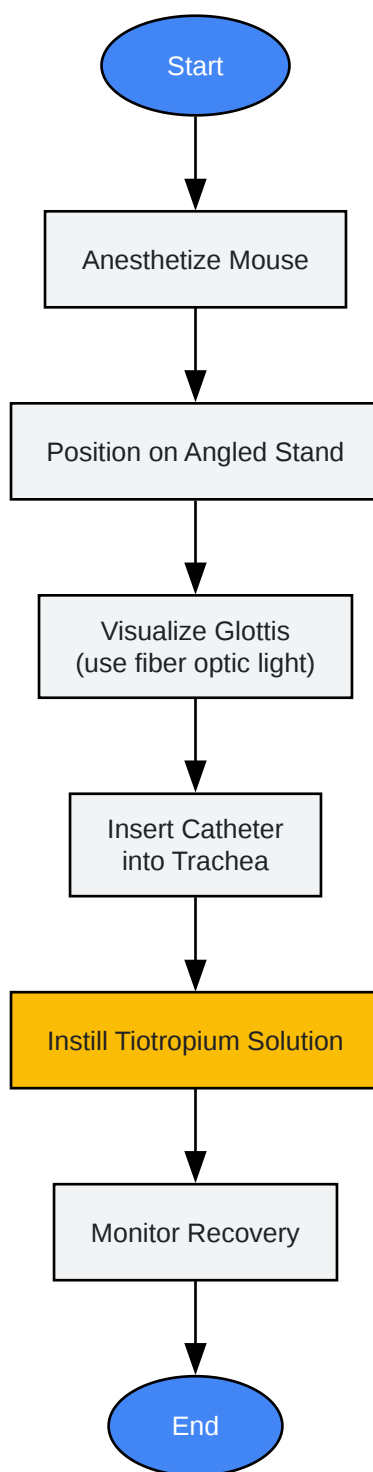 Start
Anesthetize Mouse
Position on Angled Stand
Visualize Glottis
(use fiber optic light)
Insert Catheter
into Trachea
Instill Tiotropium Solution
Monitor Recovery
End